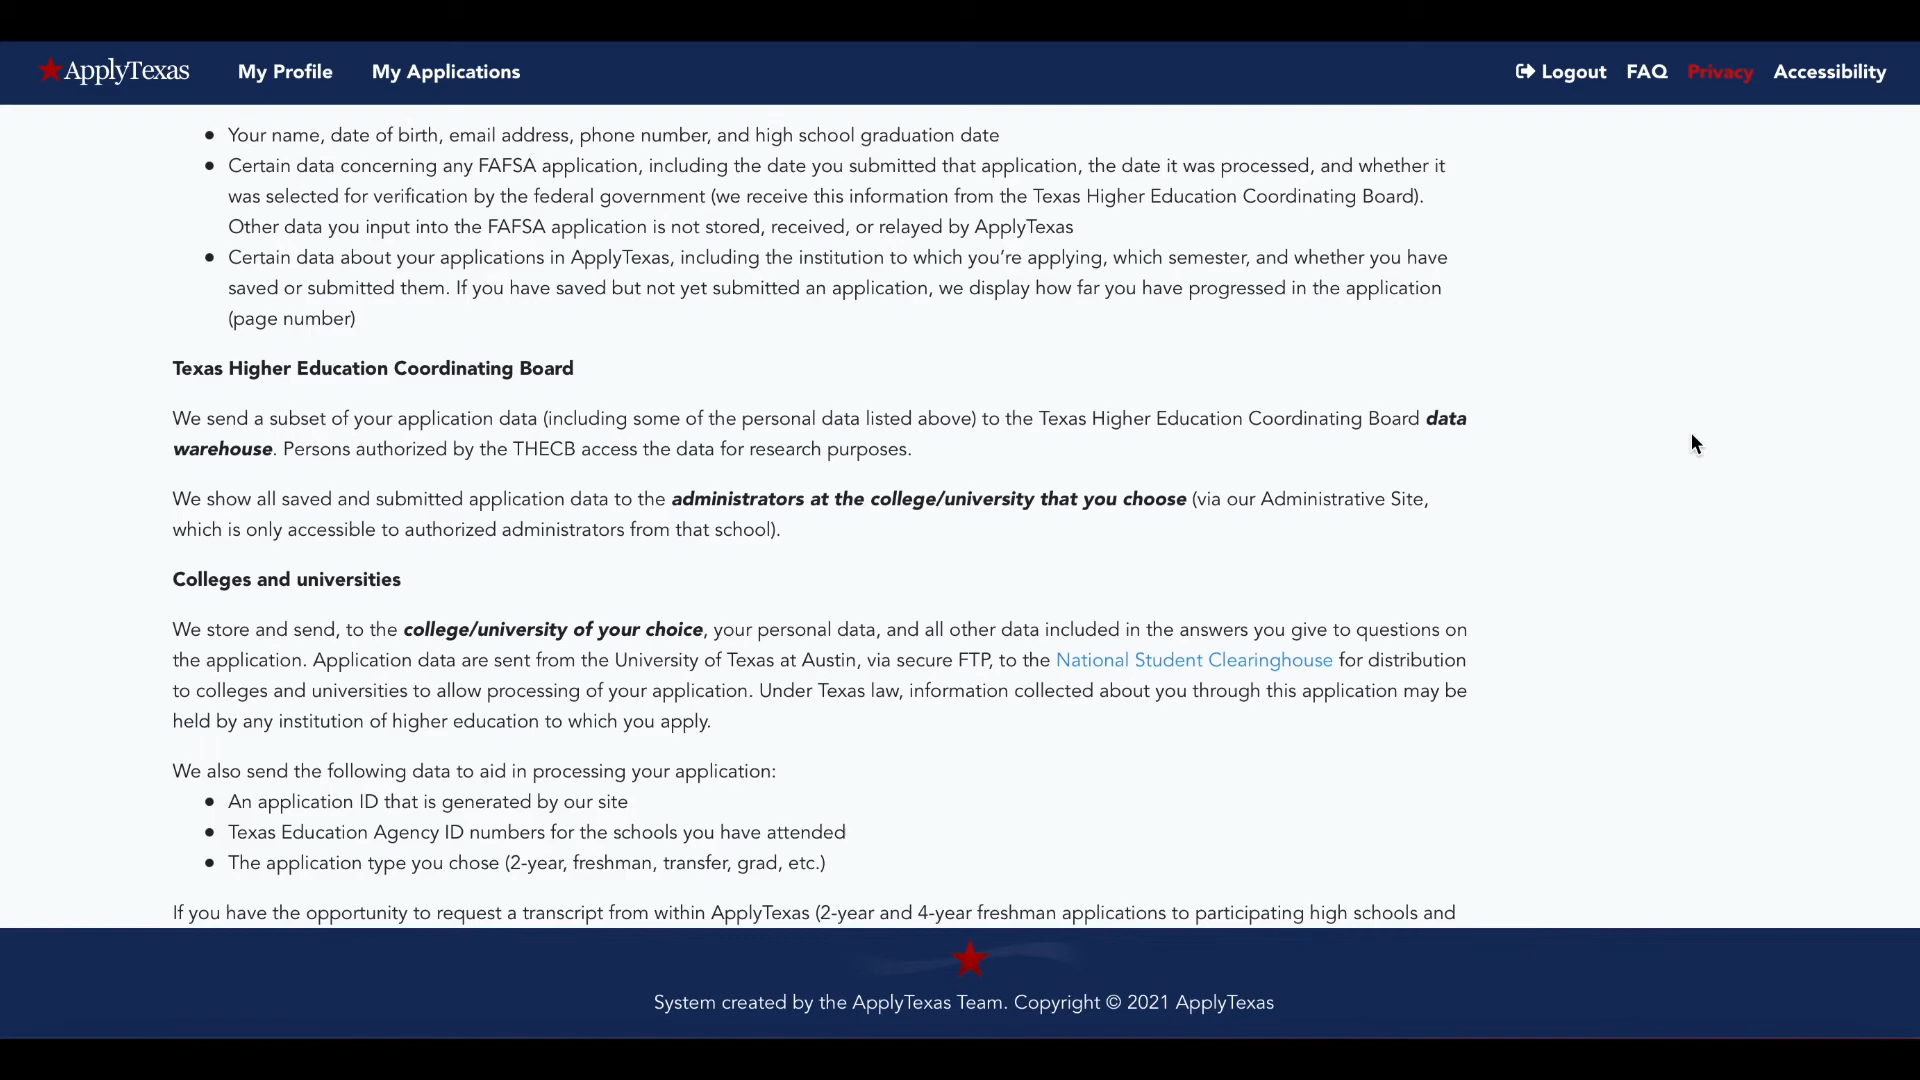 ApplyTexas My Profile My Applications Logout FAQ Privacy Accessibility
• Your name, date of birth, email address, phone number, and high school graduation date
• Certain data concerning any FAFSA application, including the date you submitted that application, the date it was processed, and whether it
was selected for verification by the federal government (we receive this information from the Texas Higher Education Coordinating Board).
Other data you input into the FAFSA application is not stored, received, or relayed by ApplyTexas
• Certain data about your applications in ApplyTexas, including the institution to which you’re applying, which semester, and whether you have
saved or submitted them. If you have saved but not yet submitted an application, we display how far you have progressed in the application
(page number)
Texas Higher Education Coordinating Board
We send a subset of your application data (including some of the personal data listed above) to the Texas Higher Education Coordinating Board data
warehouse. Persons authorized by the THECB access the data for research purposes.
We show all saved and submitted application data to the administrators at the college/university that you choose (via our Administrative Site,
which is only accessible to authorized administrators from that school).
Colleges and universities
We store and send, to the college/university of your choice, your personal data, and all other data included in the answers you give to questions on
the application. Application data are sent from the University of Texas at Austin, via secure FTP, to the National Student Clearinghouse for distribution
to colleges and universities to allow processing of your application. Under Texas law, information collected about you through this application may be
held by any institution of higher education to which you apply.
We also send the following data to aid in processing your application:
• An application ID that is generated by our site
• Texas Education Agency ID numbers for the schools you have attended
• The application type you chose (2-year, freshman, transfer, grad, etc.)
If you have the opportunity to request a transcript from within ApplyTexas (2-year and 4-year freshman applications to participating high schools and
System created by the ApplyTexas Team. Copyright © 2021 ApplyTexas